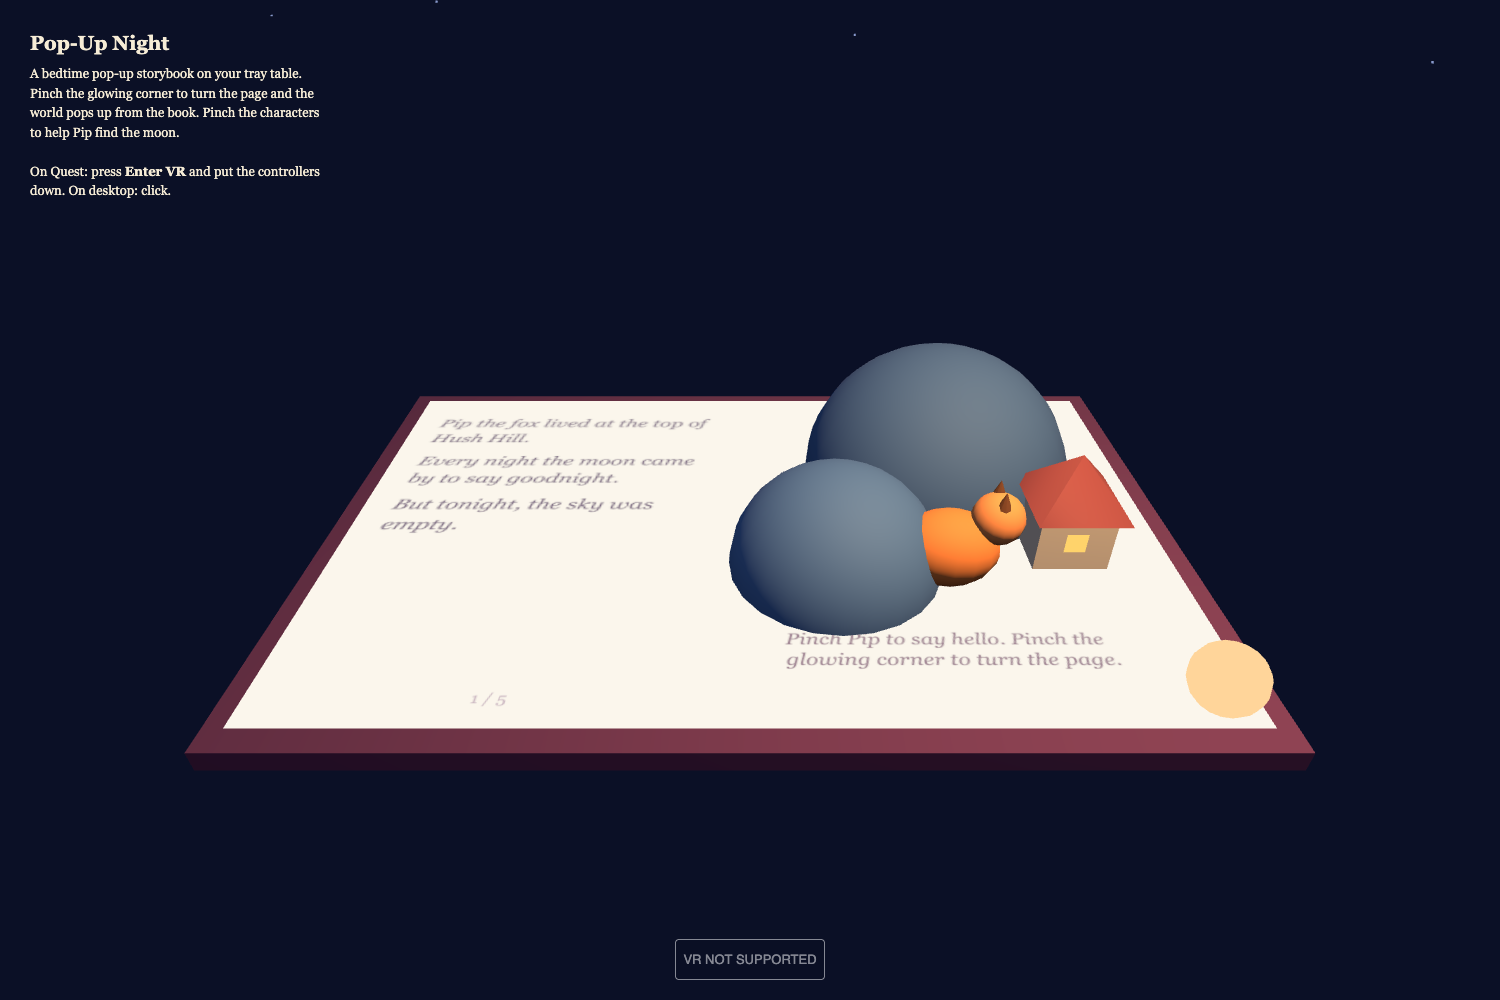 Pop-Up Night
A bedtime pop-up storybook on your tray table.
Pinch the glowing corner to turn the page and the
world pops up from the book. Pinch the characters
to help Pip find the moon.
On Quest: press Enter VR and put the controllers
down. On desktop: click.
Pip the fox lived at the top of
Hush Hill.
Every night the moon came
by to say goodnight.
But tonight, the sky was
empty.
Pinch Pip to say hello. Pinch the
glowing corner to turn the page.
1 / 5
VR NOT SUPPORTED